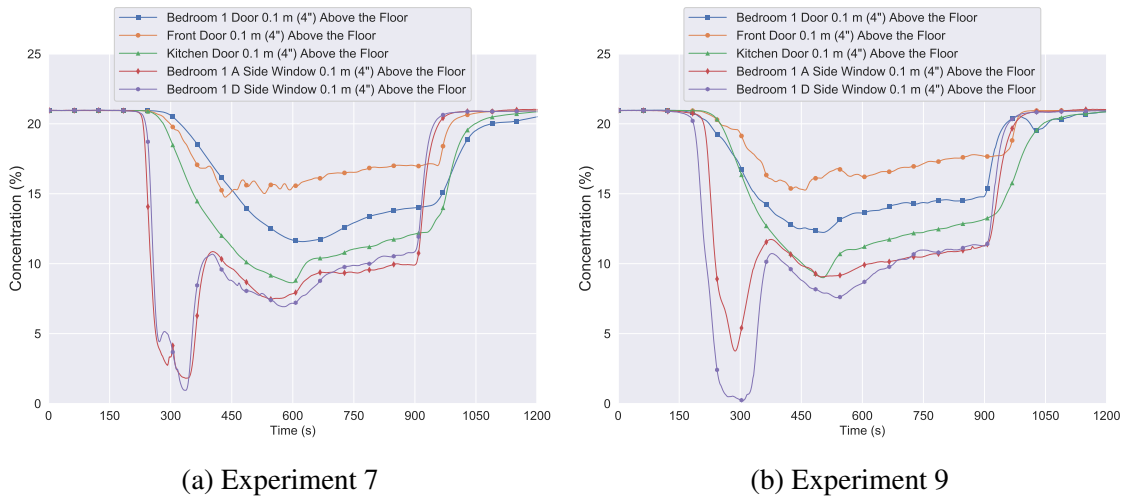 Bedroom 1 Door 0.1 m (4") Above the Floor
Front Door 0.1 m (4") Above the Floor
Kitchen Door 0.1 m (4") Above the Floor
Bedroom 1 A Side Window 0.1 m (4") Above the Floor
Bedroom 1 D Side Window 0.1 m (4") Above the Floor
25
20
15
10
5
0
Concentration (%)
0 150 300 450 600 750 900 1050 1200
Time (s)
(a) Experiment 7
Bedroom 1 Door 0.1 m (4") Above the Floor
Front Door 0.1 m (4") Above the Floor
Kitchen Door 0.1 m (4") Above the Floor
Bedroom 1 A Side Window 0.1 m (4") Above the Floor
Bedroom 1 D Side Window 0.1 m (4") Above the Floor
25
20
15
10
5
0
Concentration (%)
0 150 300 450 600 750 900 1050 1200
Time (s)
(b) Experiment 9